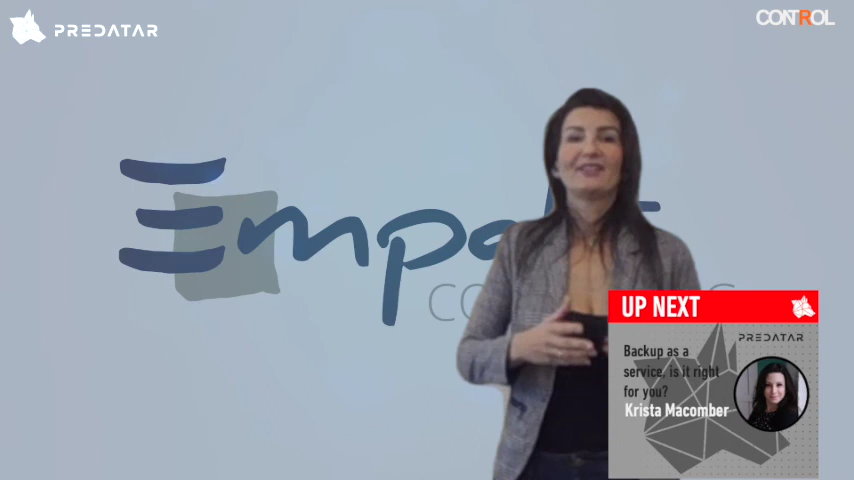 PREDATAR
CONTROL
UP NEXT
PREDATAR
Backup as a
service, is it right
for you?
Krista Macomber